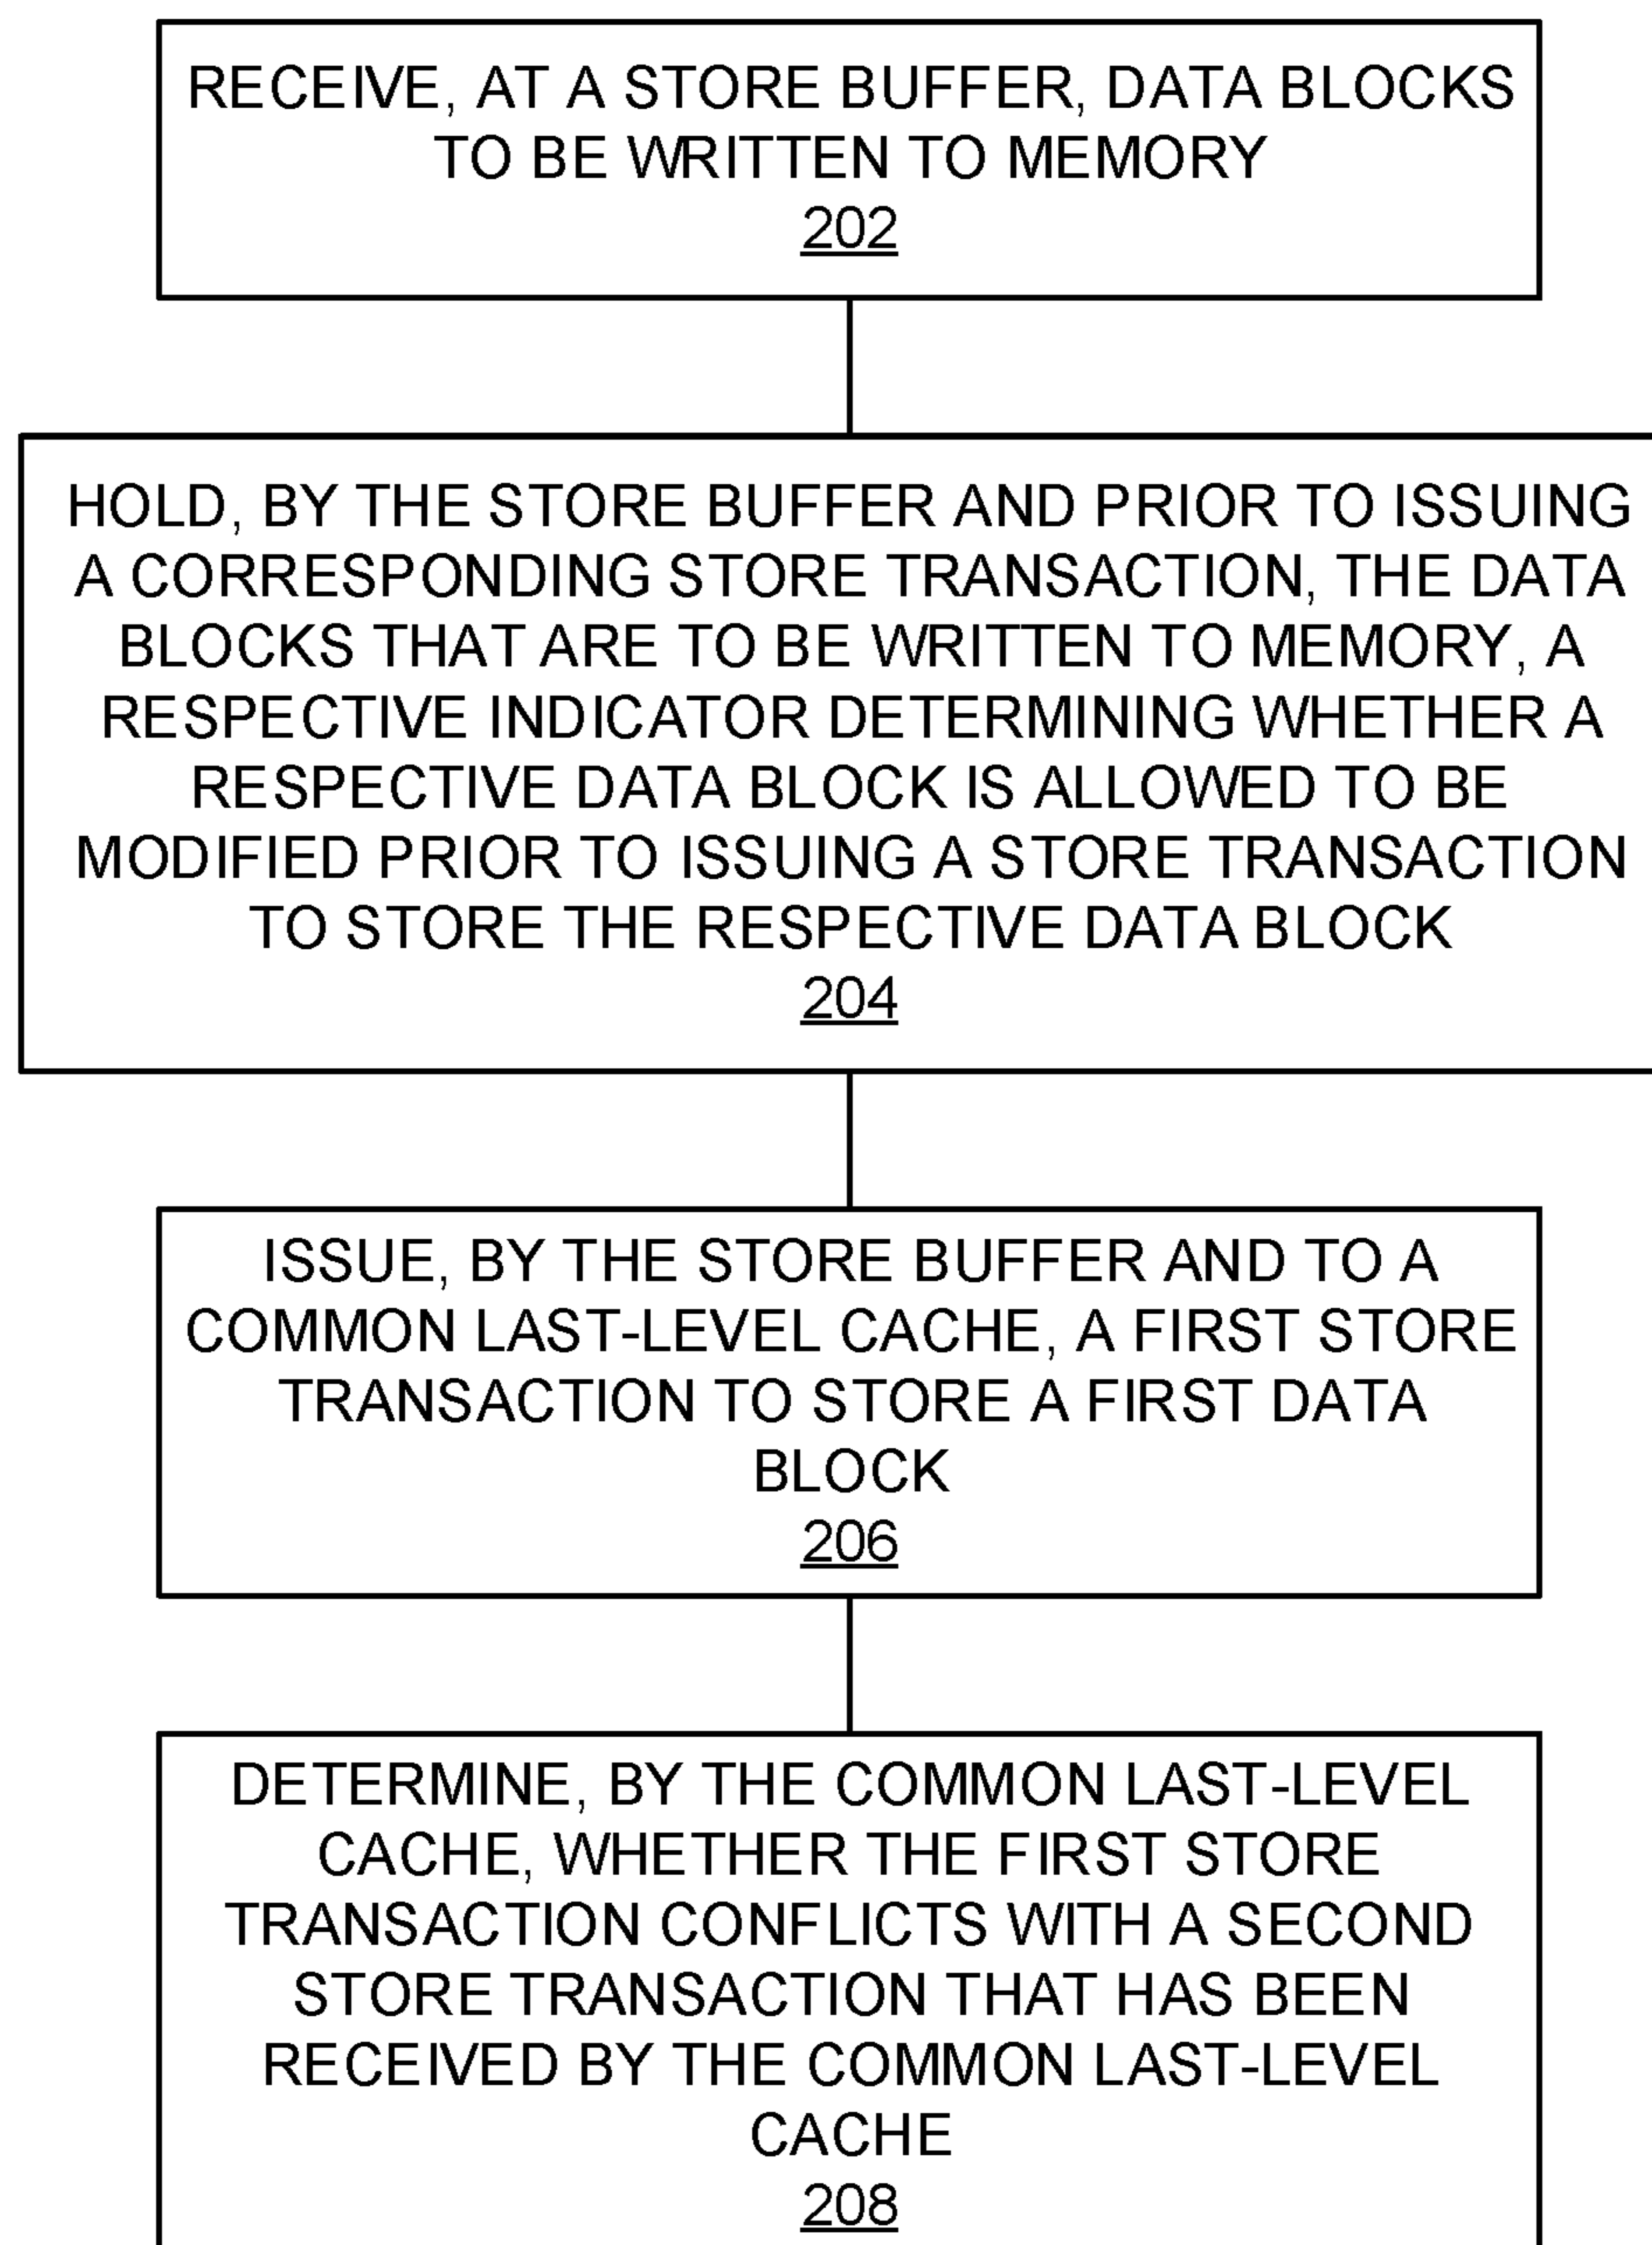 RECEIVE, AT A STORE BUFFER, DATA BLOCKS
TO BE WRITTEN TO MEMORY
202
HOLD, BY THE STORE BUFFER AND PRIOR TO ISSUING
A CORRESPONDING STORE TRANSACTION, THE DATA
BLOCKS THAT ARE TO BE WRITTEN TO MEMORY, A
RESPECTIVE INDICATOR DETERMINING WHETHER A
RESPECTIVE DATA BLOCK IS ALLOWED TO BE
MODIFIED PRIOR TO ISSUING A STORE TRANSACTION
TO STORE THE RESPECTIVE DATA BLOCK
204
ISSUE, BY THE STORE BUFFER AND TO A
COMMON LAST-LEVEL CACHE, A FIRST STORE
TRANSACTION TO STORE A FIRST DATA
BLOCK
206
DETERMINE, BY THE COMMON LAST-LEVEL
CACHE, WHETHER THE FIRST STORE
TRANSACTION CONFLICTS WITH A SECOND
STORE TRANSACTION THAT HAS BEEN
RECEIVED BY THE COMMON LAST-LEVEL
CACHE
208